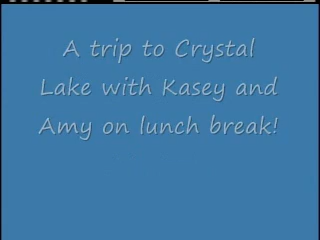 A trip to Crystal
Lake with Kasey and
Amy on lunch break!